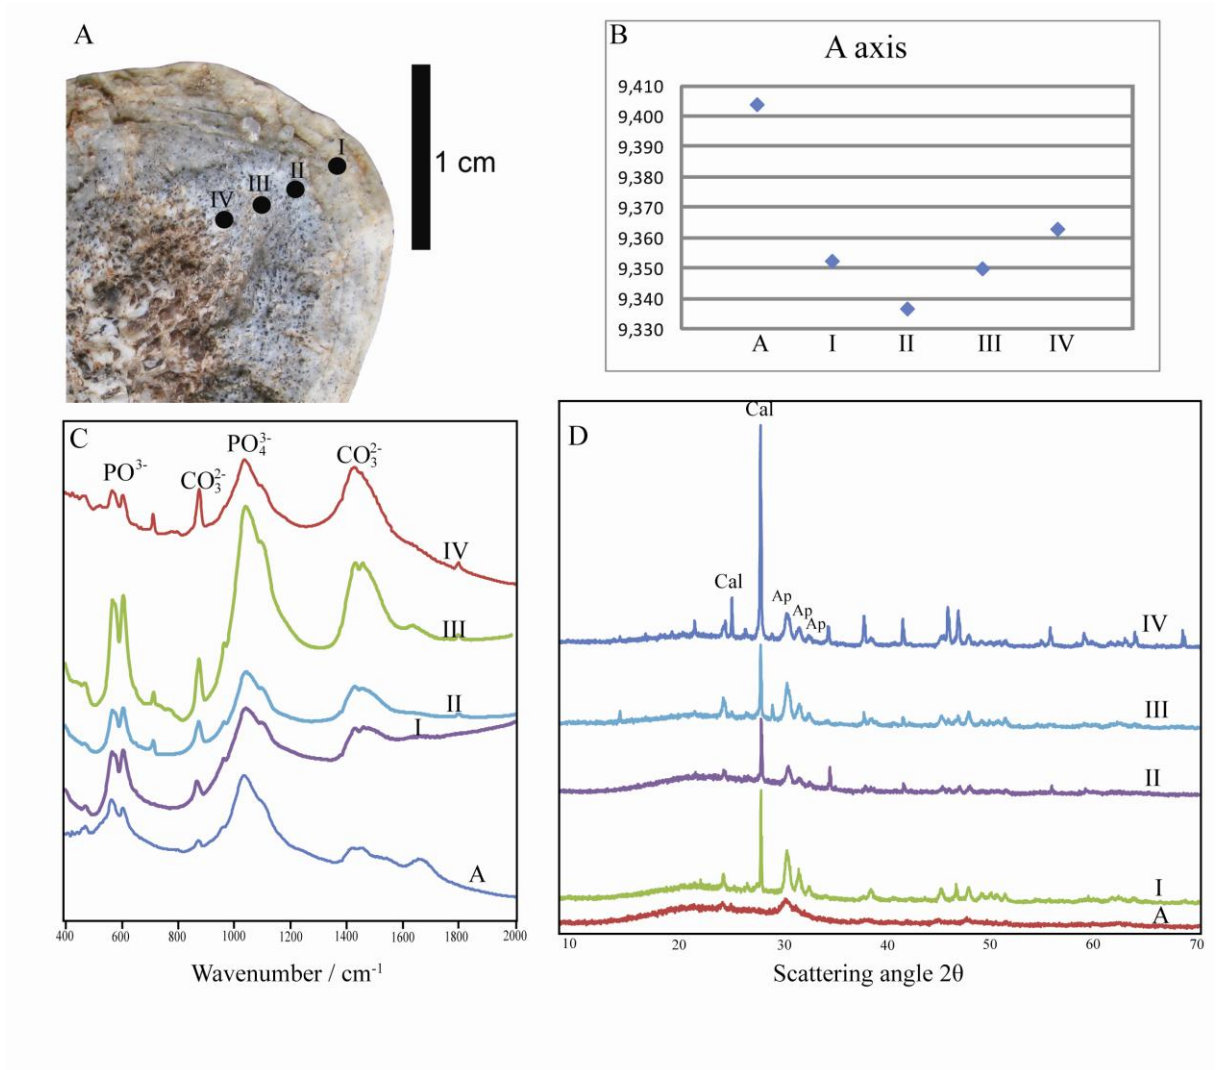 A
I
II
III
IV
1 cm
B
A axis
9,410
9,400
9,390
9,380
9,370
9,360
9,350
9,340
9,330
A I II III IV
C
PO³⁻
CO₃²⁻
PO₄³⁻
CO₃²⁻
IV
III
II
I
A
400 600 800 1000 1200 1400 1600 1800 2000
Wavenumber / cm⁻¹
D
Cal
Cal
Ap
Ap
Ap
IV
III
II
I
A
10 20 30 40 50 60 70
Scattering angle 2θ